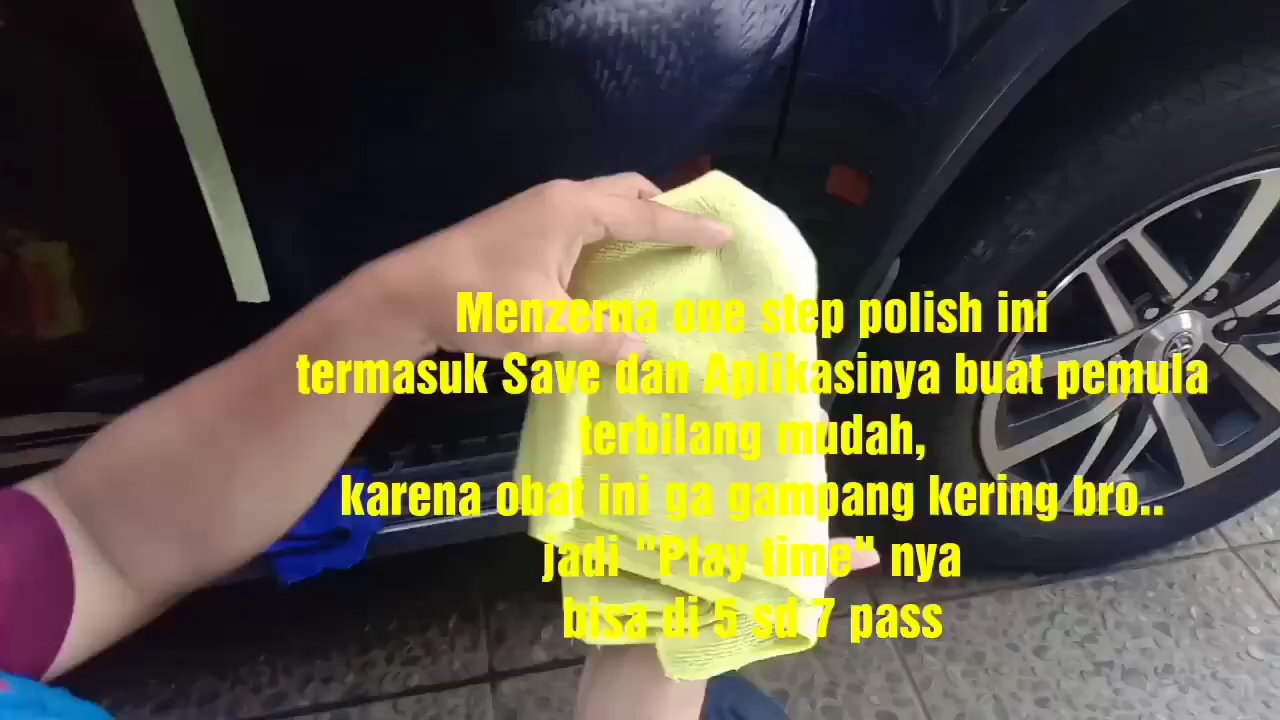 Menzerna one step polish ini
termasuk Save dan Aplikasinya buat pemula
terbilang mudah,
karena obat ini ga gampang kering bro..
jadi "Play time" nya
bisa di 5 sd 7 pass